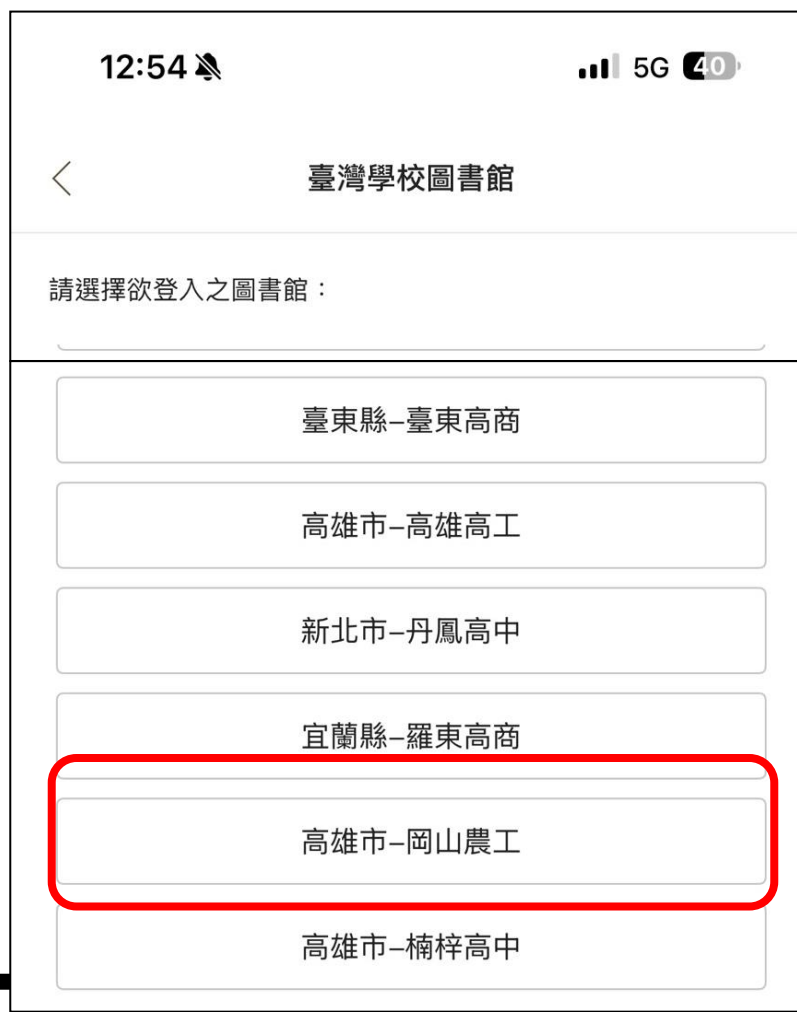 12:54
5G 40
臺灣學校圖書館
請選擇欲登入之圖書館：
臺東縣–臺東高商
高雄市–高雄高工
新北市–丹鳳高中
宜蘭縣–羅東高商
高雄市–岡山農工
高雄市–楠梓高中